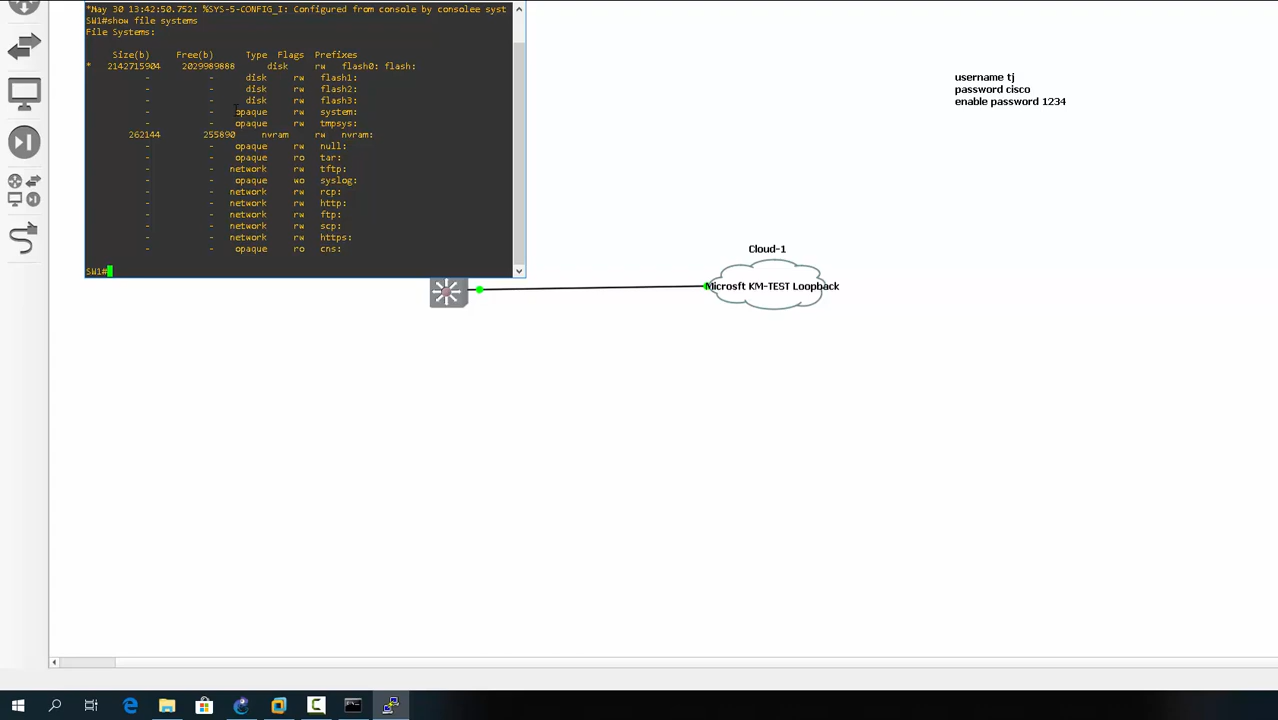 *May 30 13:42:50.752: %SYS-5-CONFIG_I: Configured from console by consolee syst
SW1#show file systems
File Systems:
Size(b) Free(b) Type Flags Prefixes
* 2142715904 2029989888 disk rw flash0: flash:
- - disk rw flash1:
- - disk rw flash2:
- - disk rw flash3:
- - opaque rw system:
- - opaque rw tmpsys:
262144 255890 nvram rw nvram:
- - opaque rw null:
- - opaque ro tar:
- - network rw tftp:
- - opaque wo syslog:
- - network rw rcp:
- - network rw http:
- - network rw ftp:
- - network rw scp:
- - network rw https:
- - opaque ro cns:
SW1#
username tj
password cisco
enable password 1234
Cloud-1
Microsft KM-TEST Loopback